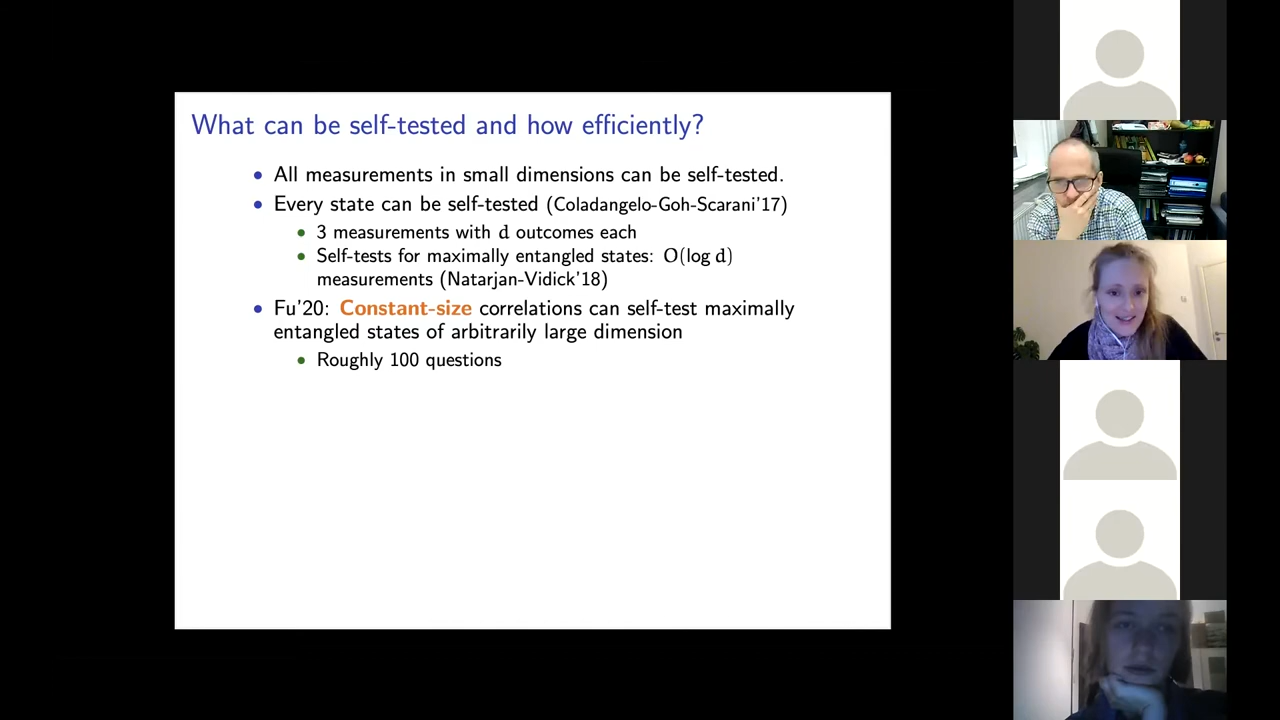 What can be self-tested and how efficiently?
• All measurements in small dimensions can be self-tested.
• Every state can be self-tested (Coladangelo-Goh-Scarani'17)
• 3 measurements with d outcomes each
• Self-tests for maximally entangled states: O(log d)
measurements (Natarjan-Vidick'18)
• Fu'20: Constant-size correlations can self-test maximally
entangled states of arbitrarily large dimension
• Roughly 100 questions